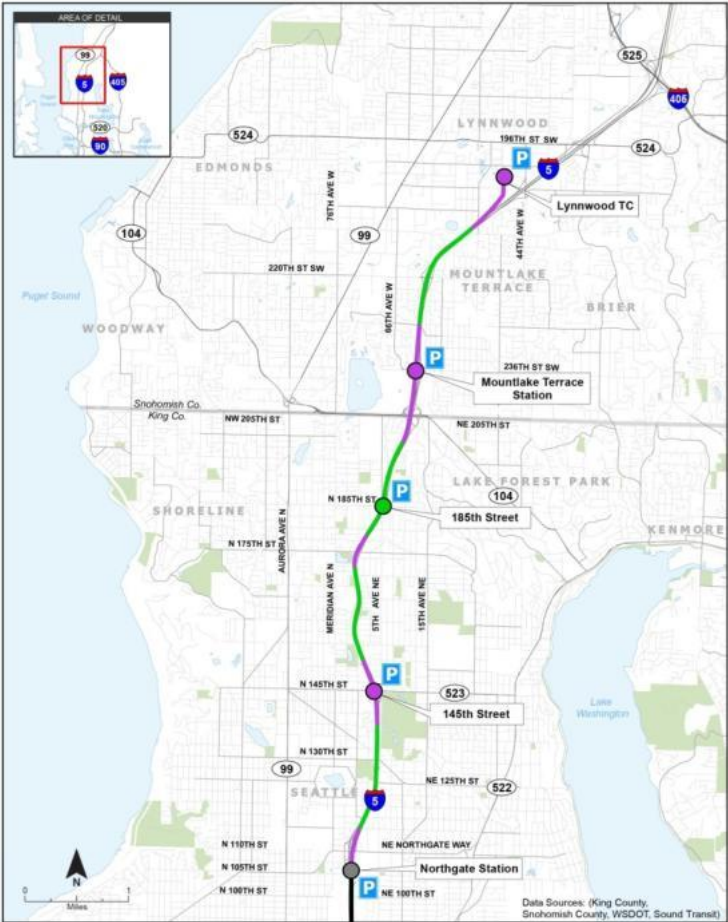 AREA OF DETAIL
99
5
405
520
90
525
405
LYNNWOOD
524
196TH ST SW
524
P
5
EDMONDS
Lynnwood TC
76TH AVE W
44TH AVE W
104
99
220TH ST SW
MOUNTLAKE
TERRACE
Puget Sound
66TH AVE W
BRIER
WOODWAY
P
236TH ST SW
Mountlake Terrace
Station
Snohomish Co.
King Co.
NW 205TH ST
NE 205TH ST
LAKE FOREST PARK
P
N 185TH ST
104
SHORELINE
185th Street
KENMORE
AURORA AVE N
N 175TH ST
MERIDIAN AVE N
5TH AVE NE
15TH AVE NE
P
N 145TH ST
523
145th Street
Lake
Washington
N 130TH ST
99
NE 125TH ST
522
SEATTLE
5
N 110TH ST
NE NORTHGATE WAY
N 105TH ST
Northgate Station
N
N 100TH ST
P
NE 100TH ST
0
1
Miles
Data Sources: (King County,
Snohomish County, WSDOT, Sound Transit)